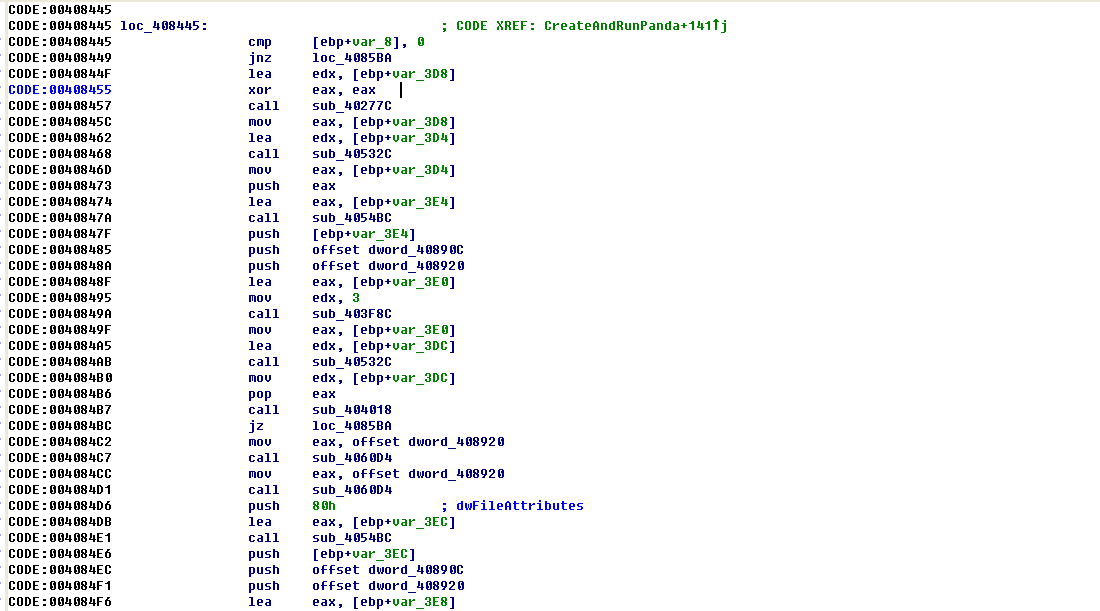 CODE:00408445
CODE:00408445 loc_408445: ; CODE XREF: CreateAndRunPanda+141↑j
CODE:00408445 cmp [ebp+var_8], 0
CODE:00408449 jnz loc_4085BA
CODE:0040844F lea edx, [ebp+var_3D8]
CODE:00408455 xor eax, eax
CODE:00408457 call sub_40277C
CODE:0040845C mov eax, [ebp+var_3D8]
CODE:00408462 lea edx, [ebp+var_3D4]
CODE:00408468 call sub_40532C
CODE:0040846D mov eax, [ebp+var_3D4]
CODE:00408473 push eax
CODE:00408474 lea eax, [ebp+var_3E4]
CODE:0040847A call sub_4054BC
CODE:0040847F push [ebp+var_3E4]
CODE:00408485 push offset dword_40890C
CODE:0040848A push offset dword_408920
CODE:0040848F lea eax, [ebp+var_3E0]
CODE:00408495 mov edx, 3
CODE:0040849A call sub_403F8C
CODE:0040849F mov eax, [ebp+var_3E0]
CODE:004084A5 lea edx, [ebp+var_3DC]
CODE:004084AB call sub_40532C
CODE:004084B0 mov edx, [ebp+var_3DC]
CODE:004084B6 pop eax
CODE:004084B7 call sub_404018
CODE:004084BC jz loc_4085BA
CODE:004084C2 mov eax, offset dword_408920
CODE:004084C7 call sub_4060D4
CODE:004084CC mov eax, offset dword_408920
CODE:004084D1 call sub_4060D4
CODE:004084D6 push 80h ; dwFileAttributes
CODE:004084DB lea eax, [ebp+var_3EC]
CODE:004084E1 call sub_4054BC
CODE:004084E6 push [ebp+var_3EC]
CODE:004084EC push offset dword_40890C
CODE:004084F1 push offset dword_408920
CODE:004084F6 lea eax, [ebp+var_3E8]